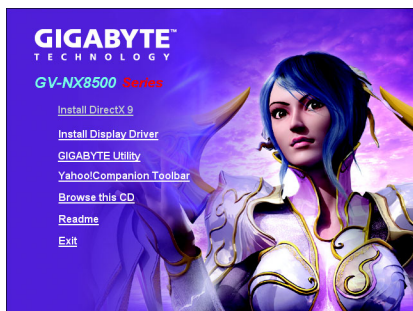 GIGABYTE™
TECHNOLOGY
GV-NX8500 Series
Install DirectX 9
Install Display Driver
GIGABYTE Utility
Yahoo!Companion Toolbar
Browse this CD
Readme
Exit